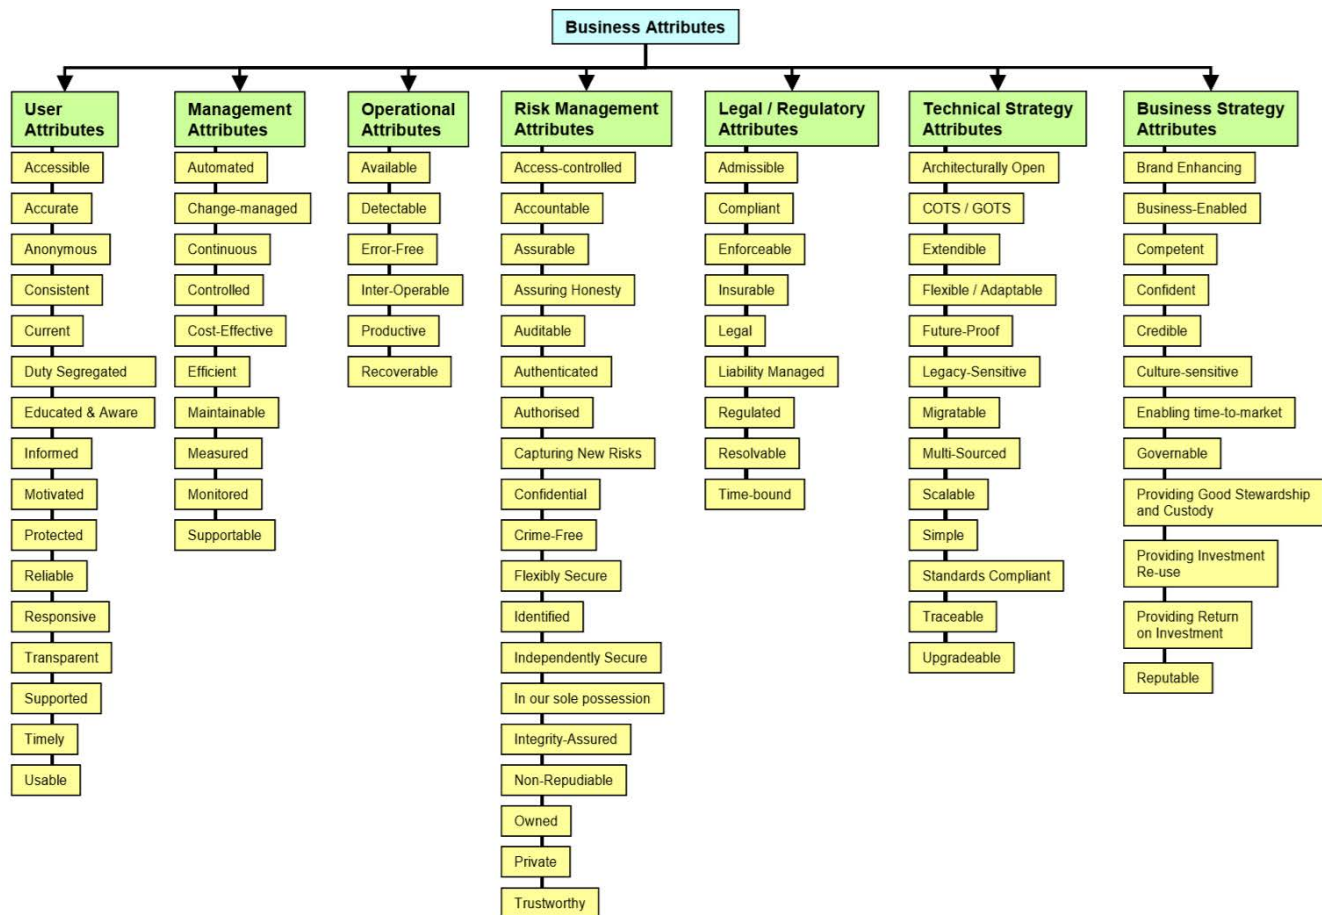 Business Attributes
User
Attributes
Accessible
Accurate
Anonymous
Consistent
Current
Duty Segregated
Educated & Aware
Informed
Motivated
Protected
Reliable
Responsive
Transparent
Supported
Timely
Usable
Management
Attributes
Automated
Change-managed
Continuous
Controlled
Cost-Effective
Efficient
Maintainable
Measured
Monitored
Supportable
Operational
Attributes
Available
Detectable
Error-Free
Inter-Operable
Productive
Recoverable
Risk Management
Attributes
Access-controlled
Accountable
Assurable
Assuring Honesty
Auditable
Authenticated
Authorised
Capturing New Risks
Confidential
Crime-Free
Flexibly Secure
Identified
Independently Secure
In our sole possession
Integrity-Assured
Non-Repudiable
Owned
Private
Trustworthy
Legal / Regulatory
Attributes
Admissible
Compliant
Enforceable
Insurable
Legal
Liability Managed
Regulated
Resolvable
Time-bound
Technical Strategy
Attributes
Architecturally Open
COTS / GOTS
Extendible
Flexible / Adaptable
Future-Proof
Legacy-Sensitive
Migratable
Multi-Sourced
Scalable
Simple
Standards Compliant
Traceable
Upgradeable
Business Strategy
Attributes
Brand Enhancing
Business-Enabled
Competent
Confident
Credible
Culture-sensitive
Enabling time-to-market
Governable
Providing Good Stewardship
and Custody
Providing Investment
Re-use
Providing Return
on Investment
Reputable